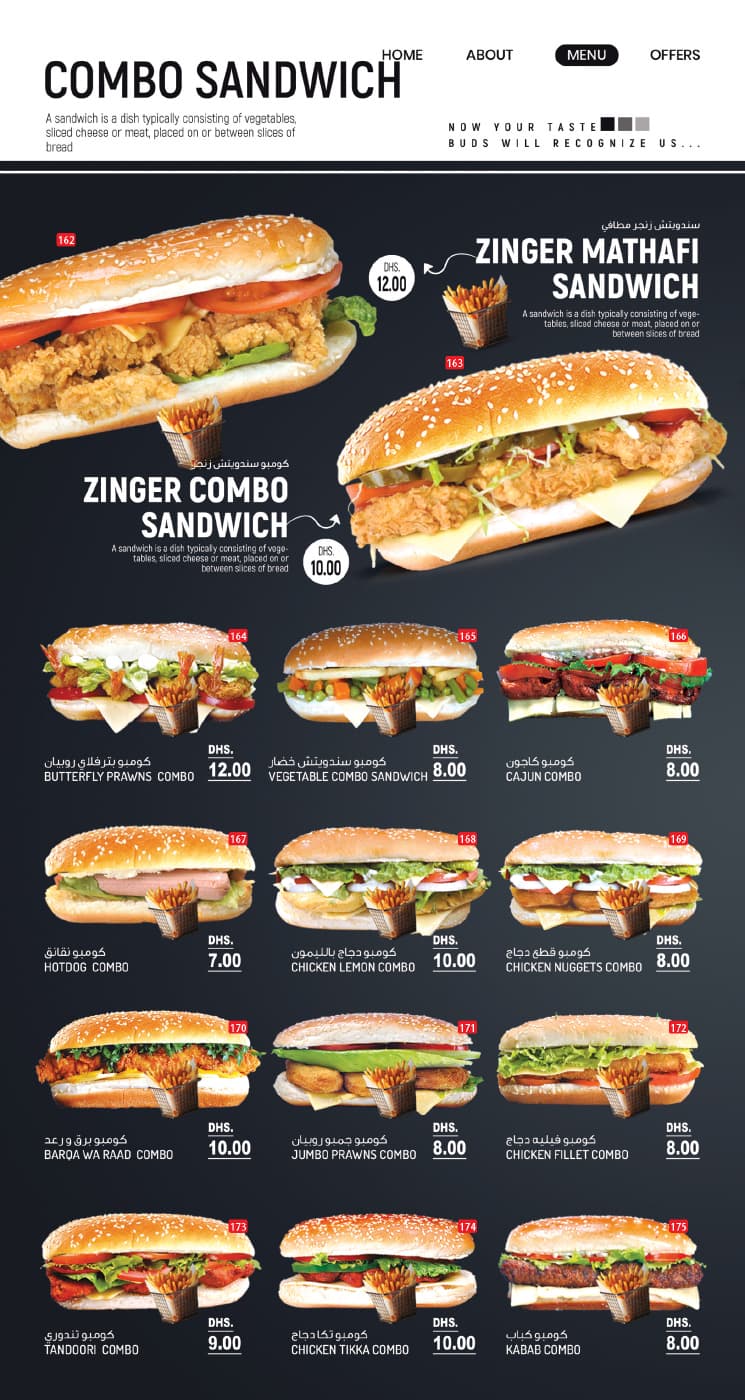 HOME ABOUT MENU OFFERS
COMBO SANDWICH
A sandwich is a dish typically consisting of vegetables,
sliced cheese or meat, placed on or between slices of
bread
NOW YOUR TASTE
BUDS WILL RECOGNIZE US...
162
سندويتش زنجر مطافي
ZINGER MATHAFI
SANDWICH
DHS.
12.00
A sandwich is a dish typically consisting of vege-
tables, sliced cheese or meat, placed on or
between slices of bread
163
كومبو سندويتش زنجر
ZINGER COMBO
SANDWICH
A sandwich is a dish typically consisting of vege-
tables, sliced cheese or meat, placed on or
between slices of bread
DHS.
10.00
164
كومبو بترفلاي روبيان
BUTTERFLY PRAWNS COMBO
DHS.
12.00
165
كومبو سندويتش خضار
VEGETABLE COMBO SANDWICH
DHS.
8.00
166
كومبو كاجون
CAJUN COMBO
DHS.
8.00
167
كومبو نقانق
HOTDOG COMBO
DHS.
7.00
168
كومبو دجاج بالليمون
CHICKEN LEMON COMBO
DHS.
10.00
169
كومبو قطع دجاج
CHICKEN NUGGETS COMBO
DHS.
8.00
170
كومبو برق و رعد
BARQA WA RAAD COMBO
DHS.
10.00
171
كومبو جمبو روبيان
JUMBO PRAWNS COMBO
DHS.
8.00
172
كومبو فيليه دجاج
CHICKEN FILLET COMBO
DHS.
8.00
173
كومبو تندوري
TANDOORI COMBO
DHS.
9.00
174
كومبو تكا دجاج
CHICKEN TIKKA COMBO
DHS.
10.00
175
كومبو كباب
KABAB COMBO
DHS.
8.00